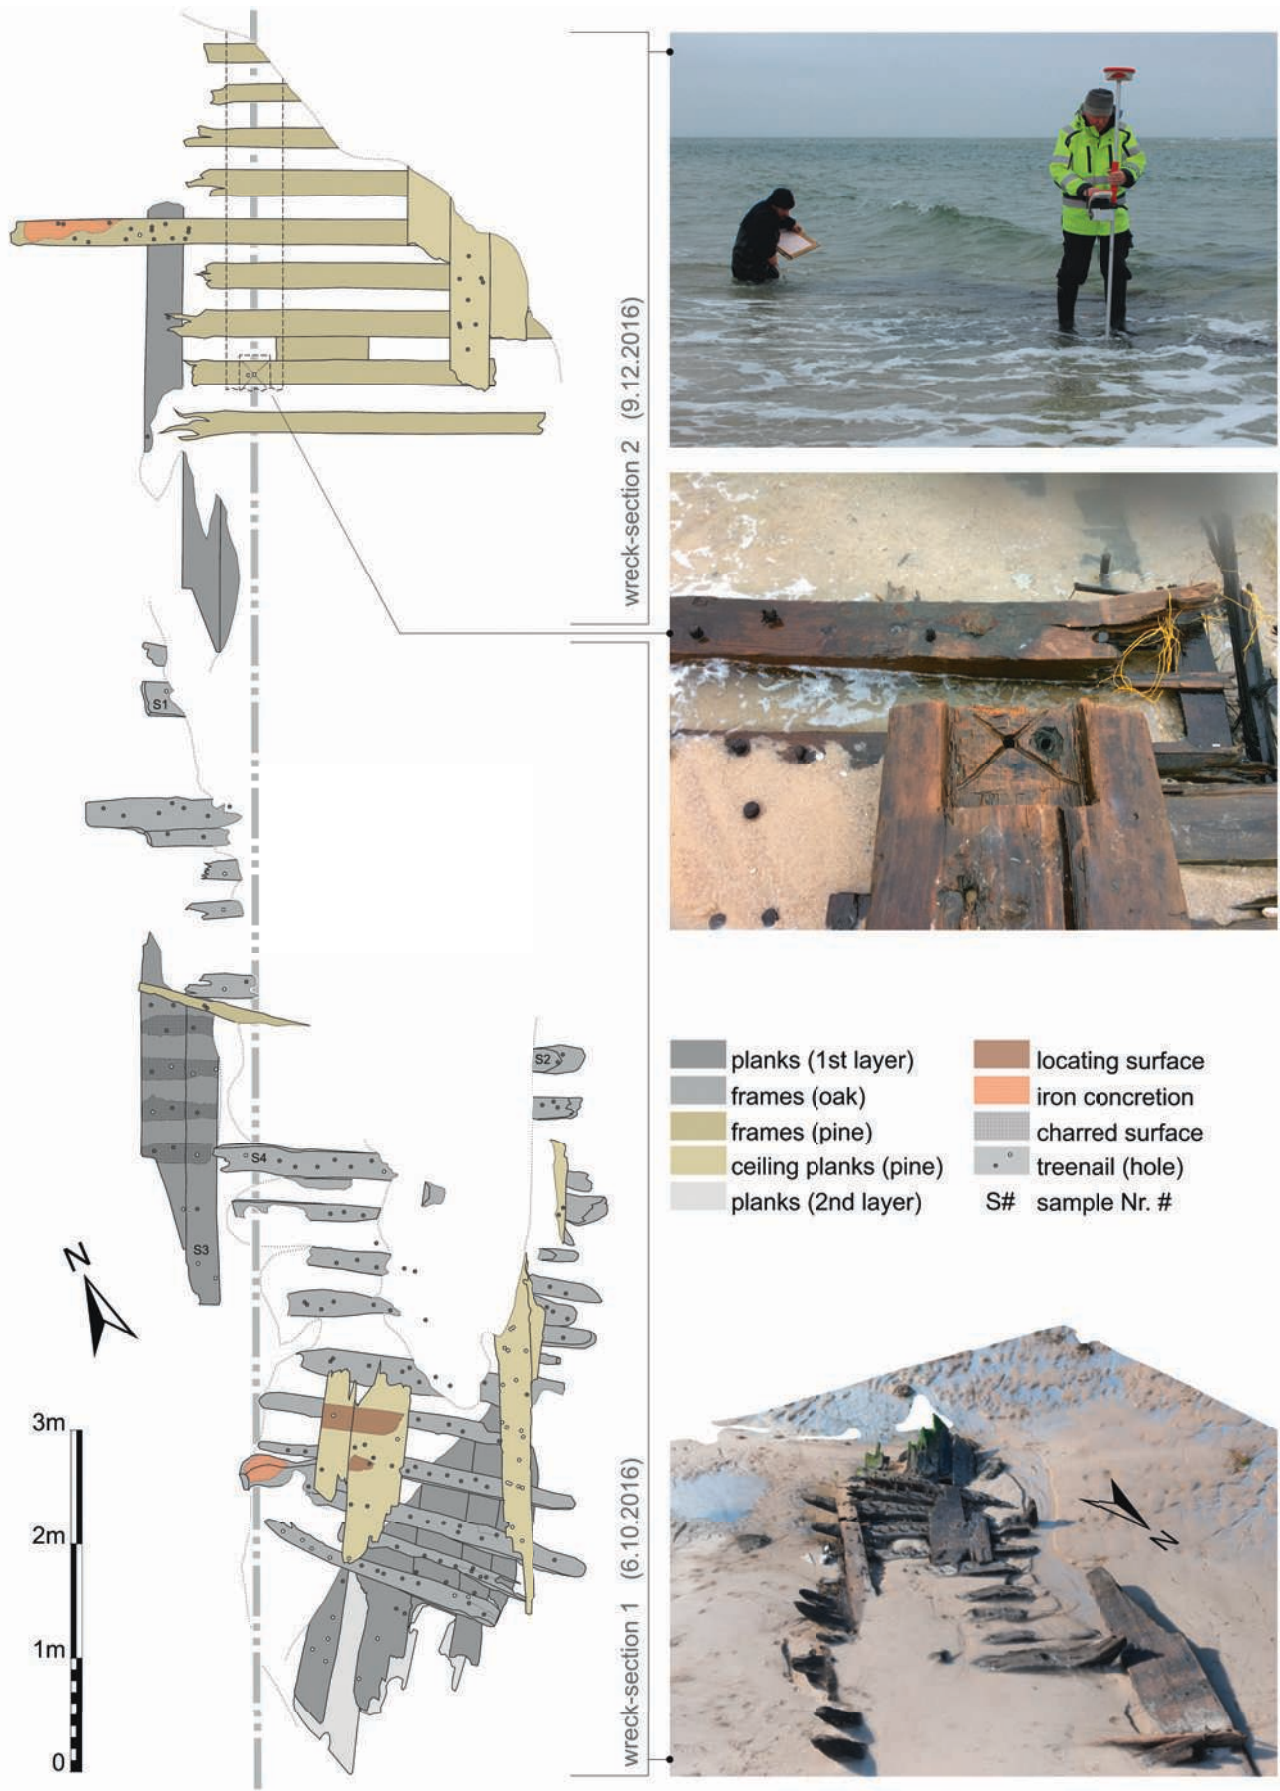 wreck-section 2 (9.12.2016)
S1
S2
S4
S3
N
3m
2m
1m
0
wreck-section 1 (6.10.2016)
planks (1st layer)
frames (oak)
frames (pine)
ceiling planks (pine)
planks (2nd layer)
locating surface
iron concretion
charred surface
treenail (hole)
S# sample Nr. #
N